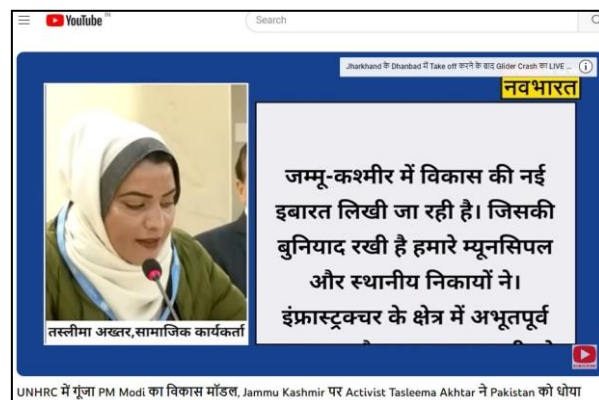 YouTube IN
Search
Jharkhand के Dhanbad में Take off करने के बाद Glider Crash का LIVE ...
नवभारत
जम्मू-कश्मीर में विकास की नई
इबारत लिखी जा रही है। जिसकी
बुनियाद रखी है हमारे म्यूनसिपल
और स्थानीय निकायों ने।
इंफ्रास्ट्रक्चर के क्षेत्र में अभूतपूर्व
तस्लीमा अख्तर,सामाजिक कार्यकर्ता
UNHRC में गूंजा PM Modi का विकास मॉडल, Jammu Kashmir पर Activist Tasleema Akhtar ने Pakistan को धोया